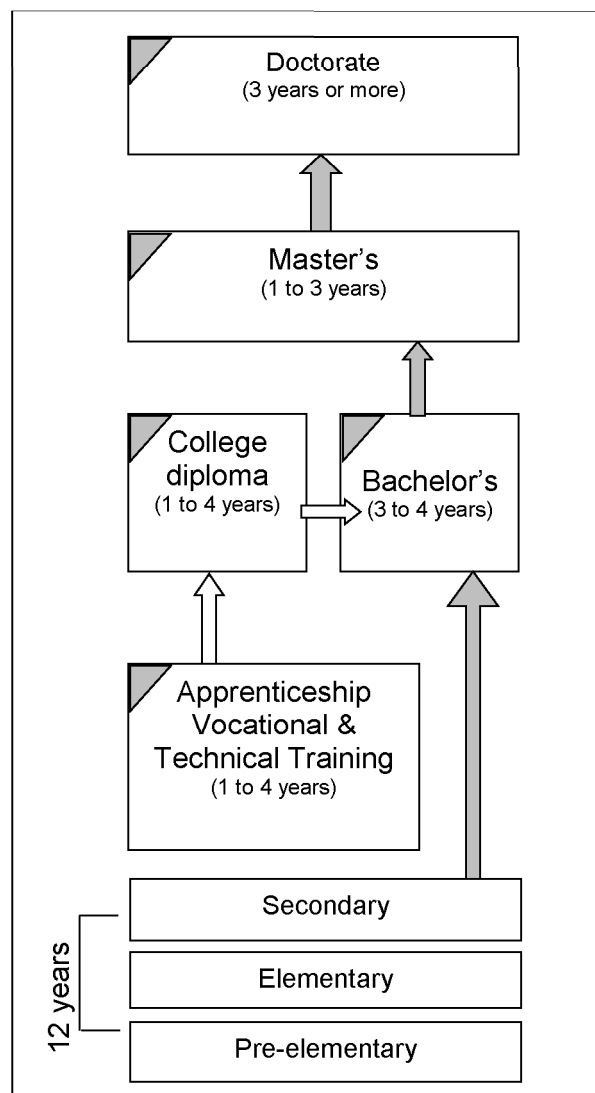 Doctorate
(3 years or more)
Master's
(1 to 3 years)
College
diploma
(1 to 4 years)
Bachelor's
(3 to 4 years)
Apprenticeship
Vocational &
Technical Training
(1 to 4 years)
12 years
Secondary
Elementary
Pre-elementary